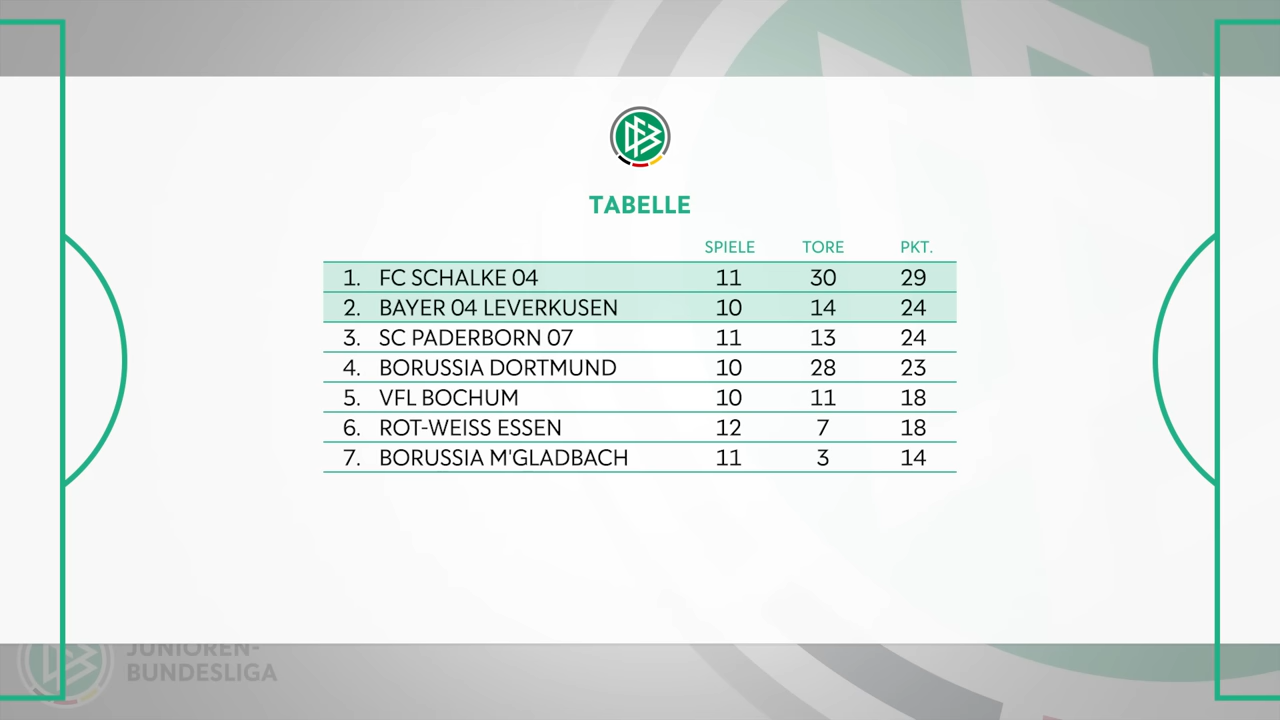 DFB
TABELLE
SPIELE TORE PKT.
1. FC SCHALKE 04 11 30 29
2. BAYER 04 LEVERKUSEN 10 14 24
3. SC PADERBORN 07 11 13 24
4. BORUSSIA DORTMUND 10 28 23
5. VFL BOCHUM 10 11 18
6. ROT-WEISS ESSEN 12 7 18
7. BORUSSIA M'GLADBACH 11 3 14
DFB JUNIOREN-
BUNDESLIGA